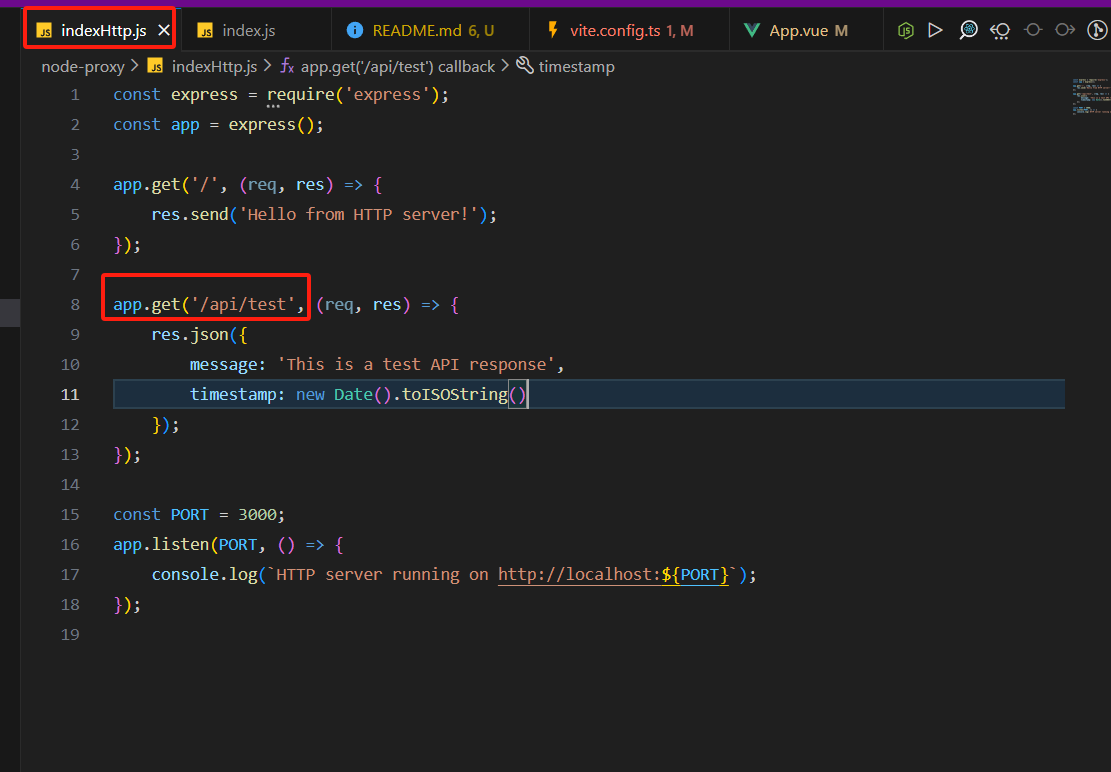 JS indexHttp.js × JS index.js README.md 6, U vite.config.ts 1, M App.vue M
node-proxy > JS indexHttp.js > app.get('/api/test') callback > timestamp
1 const express = require('express');
2 const app = express();
3
4 app.get('/', (req, res) => {
5 res.send('Hello from HTTP server!');
6 });
7
8 app.get('/api/test', (req, res) => {
9 res.json({
10 message: 'This is a test API response',
11 timestamp: new Date().toISOString()
12 });
13 });
14
15 const PORT = 3000;
16 app.listen(PORT, () => {
17 console.log(`HTTP server running on http://localhost:${PORT}`);
18 });
19